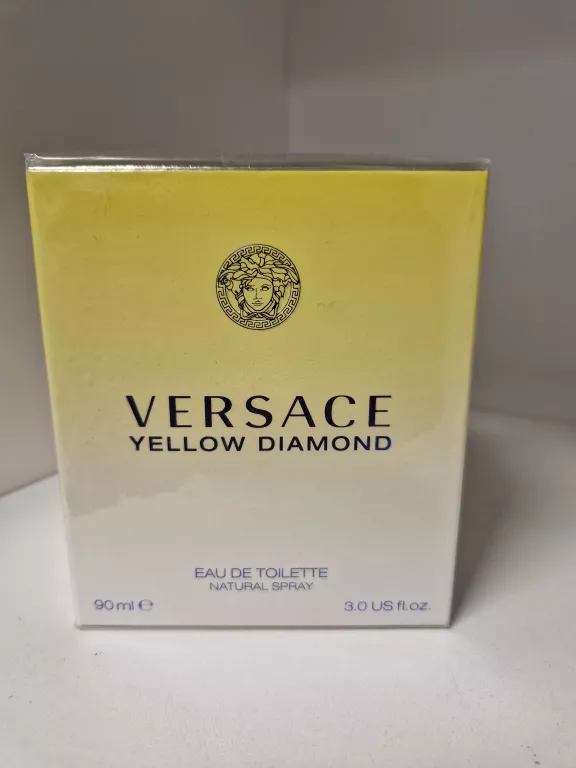 VERSACE
YELLOW DIAMOND
EAU DE TOILETTE
NATURAL SPRAY
90 ml ℮ 3.0 US fl.oz.